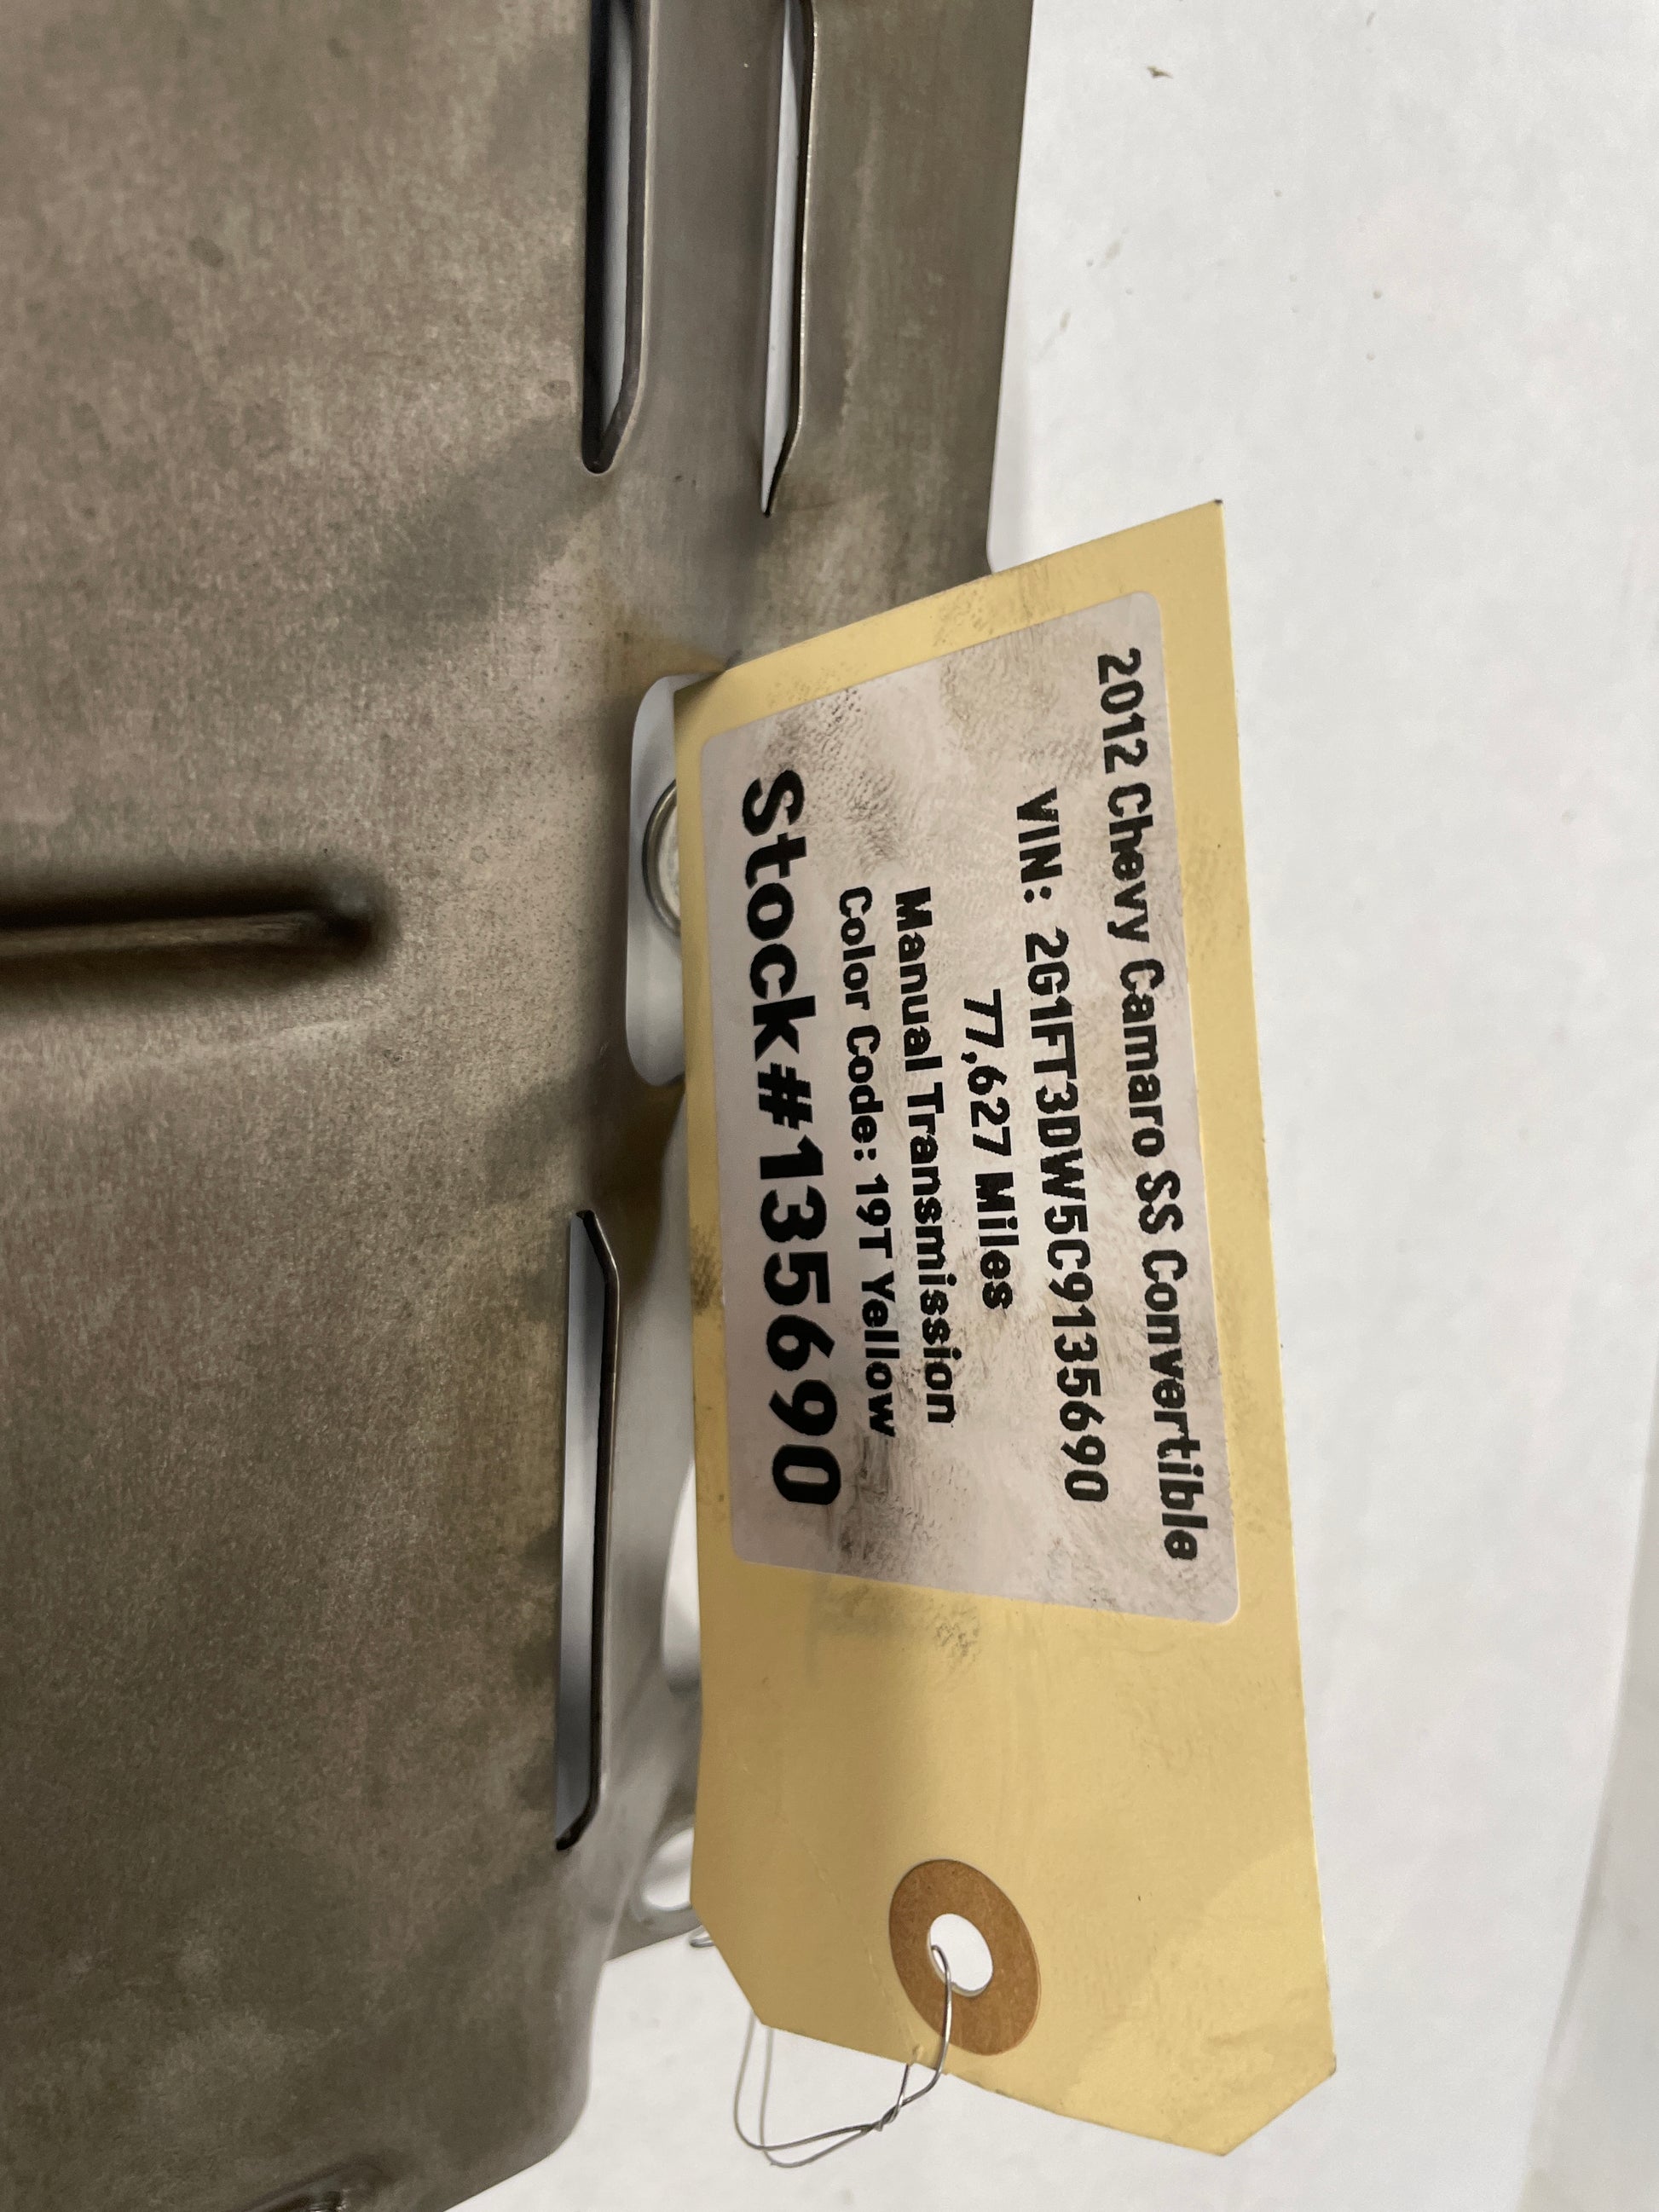 2012 Chevy Camaro SS Convertible
VIN: 2G1FT3DW5C9135690
77,627 Miles
Manual Transmission
Color Code: 19T Yellow
Stock#135690